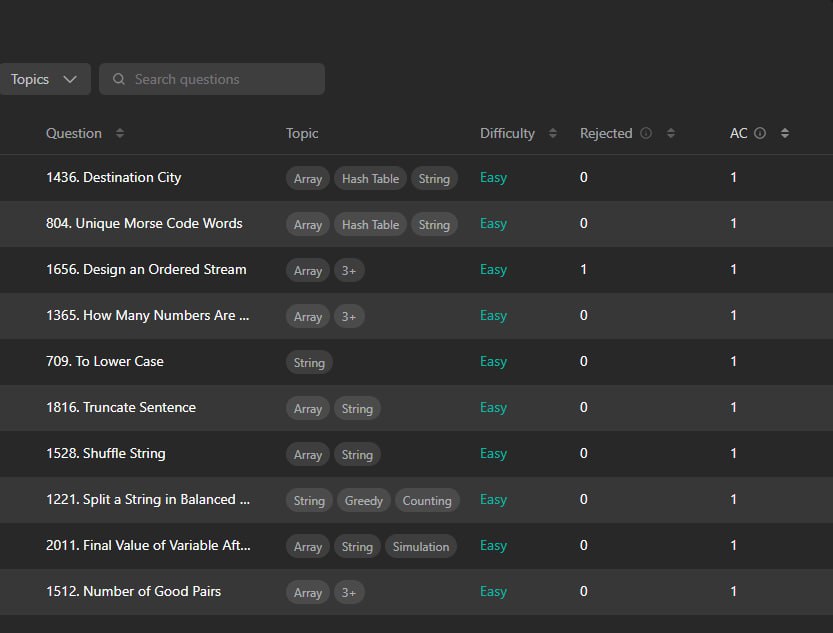 Topics Search questions
Question Topic Difficulty Rejected AC
1436. Destination City Array Hash Table String Easy 0 1
804. Unique Morse Code Words Array Hash Table String Easy 0 1
1656. Design an Ordered Stream Array 3+ Easy 1 1
1365. How Many Numbers Are ... Array 3+ Easy 0 1
709. To Lower Case String Easy 0 1
1816. Truncate Sentence Array String Easy 0 1
1528. Shuffle String Array String Easy 0 1
1221. Split a String in Balanced ... String Greedy Counting Easy 0 1
2011. Final Value of Variable Aft... Array String Simulation Easy 0 1
1512. Number of Good Pairs Array 3+ Easy 0 1